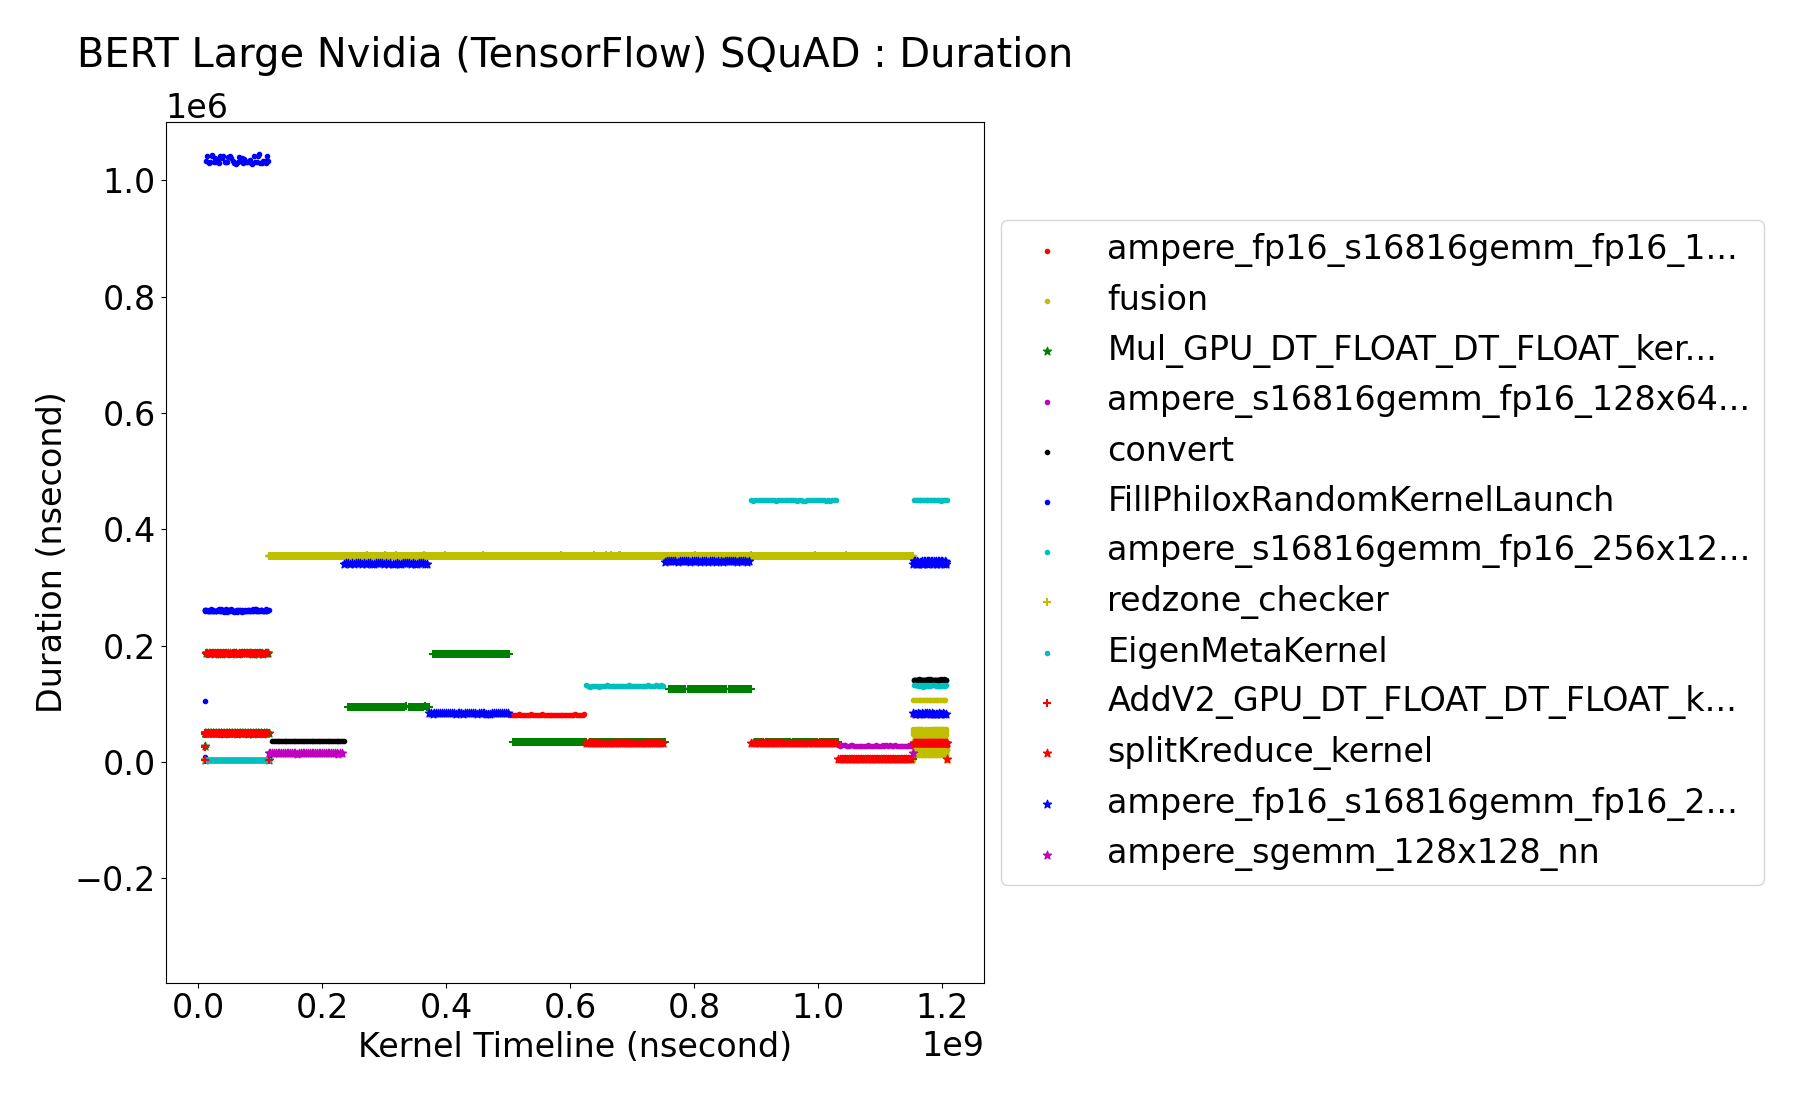 BERT Large Nvidia (TensorFlow) SQuAD : Duration
1e6
1.0
0.8
0.6
0.4
0.2
0.0
−0.2
Duration (nsecond)
0.0 0.2 0.4 0.6 0.8 1.0 1.2
Kernel Timeline (nsecond)
1e9
ampere_fp16_s16816gemm_fp16_1...
fusion
Mul_GPU_DT_FLOAT_DT_FLOAT_ker...
ampere_s16816gemm_fp16_128x64...
convert
FillPhiloxRandomKernelLaunch
ampere_s16816gemm_fp16_256x12...
redzone_checker
EigenMetaKernel
AddV2_GPU_DT_FLOAT_DT_FLOAT_k...
splitKreduce_kernel
ampere_fp16_s16816gemm_fp16_2...
ampere_sgemm_128x128_nn